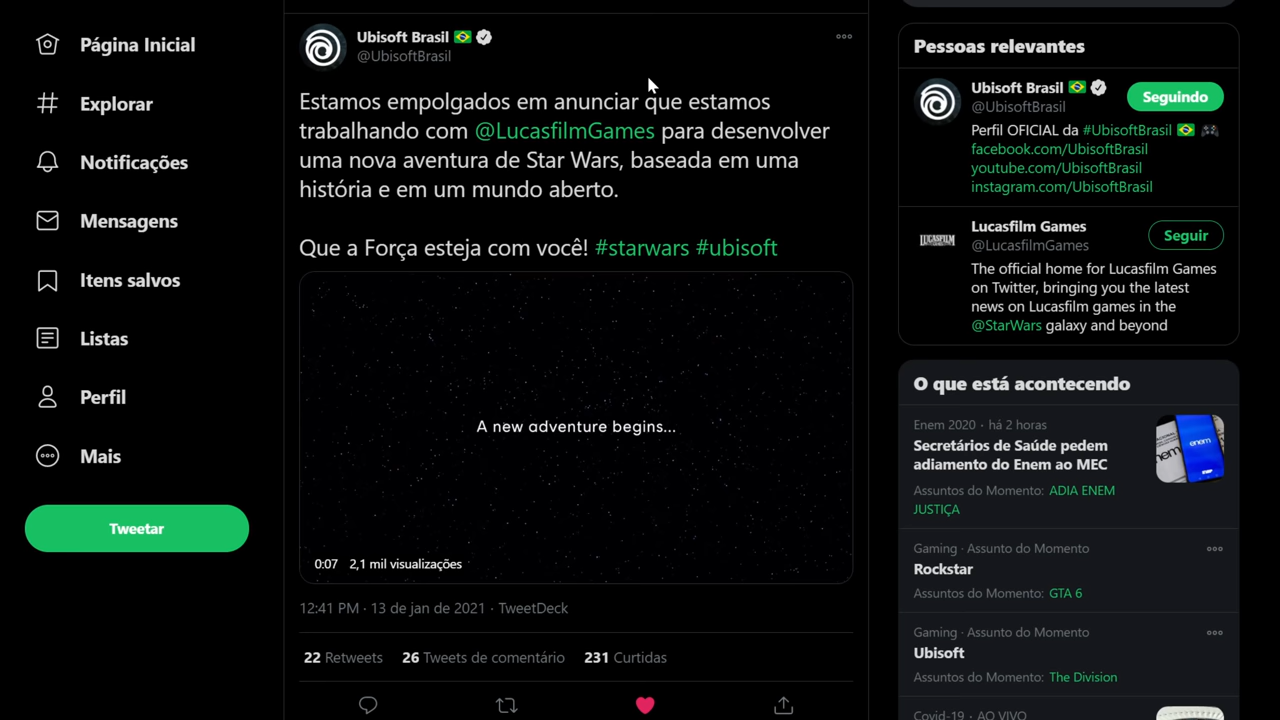 Página Inicial
Explorar
Notificações
Mensagens
Itens salvos
Listas
Perfil
Mais
Tweetar
Ubisoft Brasil 🇧🇷
@UbisoftBrasil
Estamos empolgados em anunciar que estamos
trabalhando com @LucasfilmGames para desenvolver
uma nova aventura de Star Wars, baseada em uma
história e em um mundo aberto.
Que a Força esteja com você! #starwars #ubisoft
A new adventure begins...
0:07 2,1 mil visualizações
12:41 PM · 13 de jan de 2021 · TweetDeck
22 Retweets 26 Tweets de comentário 231 Curtidas
Pessoas relevantes
Ubisoft Brasil 🇧🇷
@UbisoftBrasil
Seguindo
Perfil OFICIAL da #UbisoftBrasil 🇧🇷 🎮
facebook.com/UbisoftBrasil
youtube.com/UbisoftBrasil
instagram.com/UbisoftBrasil
LUCASFILM
Lucasfilm Games
@LucasfilmGames
Seguir
The official home for Lucasfilm Games
on Twitter, bringing you the latest
news on Lucasfilm games in the
@StarWars galaxy and beyond
O que está acontecendo
Enem 2020 · há 2 horas
Secretários de Saúde pedem
adiamento do Enem ao MEC
enem
Assuntos do Momento: ADIA ENEM
JUSTIÇA
Gaming · Assunto do Momento
Rockstar
Assuntos do Momento: GTA 6
Gaming · Assunto do Momento
Ubisoft
Assuntos do Momento: The Division
Covid-19 · AO VIVO